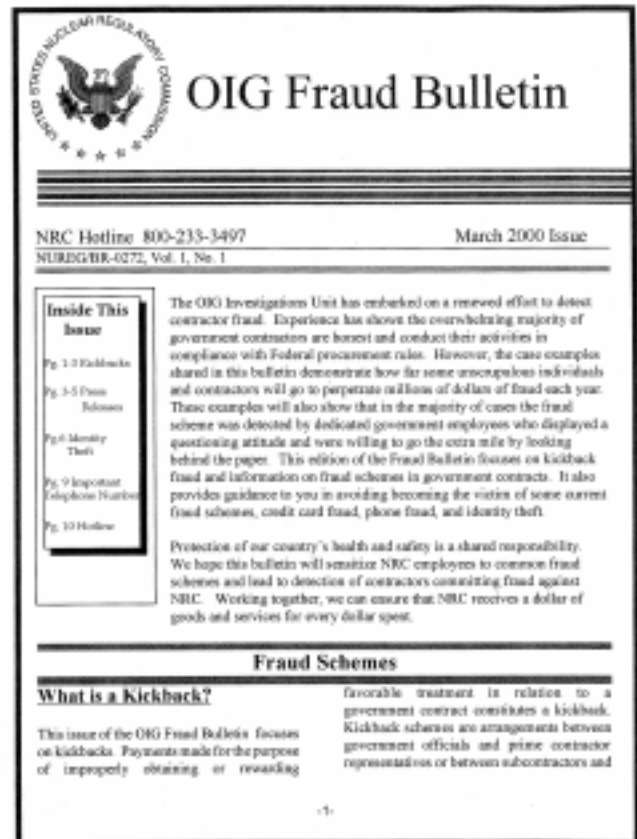 UNITED STATES NUCLEAR REGULATORY COMMISSION
OIG Fraud Bulletin
NRC Hotline 800-233-3497
March 2000 Issue
NUREG/BR-0272, Vol. 1, No. 1
Inside This
Issue
Pg. 1-3 Kickbacks
Pg. 3-5 Press
Releases
Pg 6 Identity
Theft
Pg. 9 Important
Telephone Number
Pg. 10 Hotline
The OIG Investigations Unit has embarked on a renewed effort to detect
contractor fraud. Experience has shown the overwhelming majority of
government contractors are honest and conduct their activities in
compliance with Federal procurement rules. However, the case examples
shared in this bulletin demonstrate how far some unscrupulous individuals
and contractors will go to perpetrate millions of dollars of fraud each year.
These examples will also show that in the majority of cases the fraud
scheme was detected by dedicated government employees who displayed a
questioning attitude and were willing to go the extra mile by looking
behind the paper. This edition of the Fraud Bulletin focuses on kickback
fraud and information on fraud schemes in government contracts. It also
provides guidance to you in avoiding becoming the victim of some current
fraud schemes, credit card fraud, phone fraud, and identity theft.
Protection of our country's health and safety is a shared responsibility.
We hope this bulletin will sensitize NRC employees to common fraud
schemes and lead to detection of contractors committing fraud against
NRC. Working together, we can ensure that NRC receives a dollar of
goods and services for every dollar spent.
Fraud Schemes
What is a Kickback?
This issue of the OIG Fraud Bulletin focuses
on kickbacks. Payments made for the purpose
of improperly obtaining or rewarding
favorable treatment in relation to a
government contract constitutes a kickback.
Kickback schemes are arrangements between
government officials and prime contractor
representatives or between subcontractors and
-1-